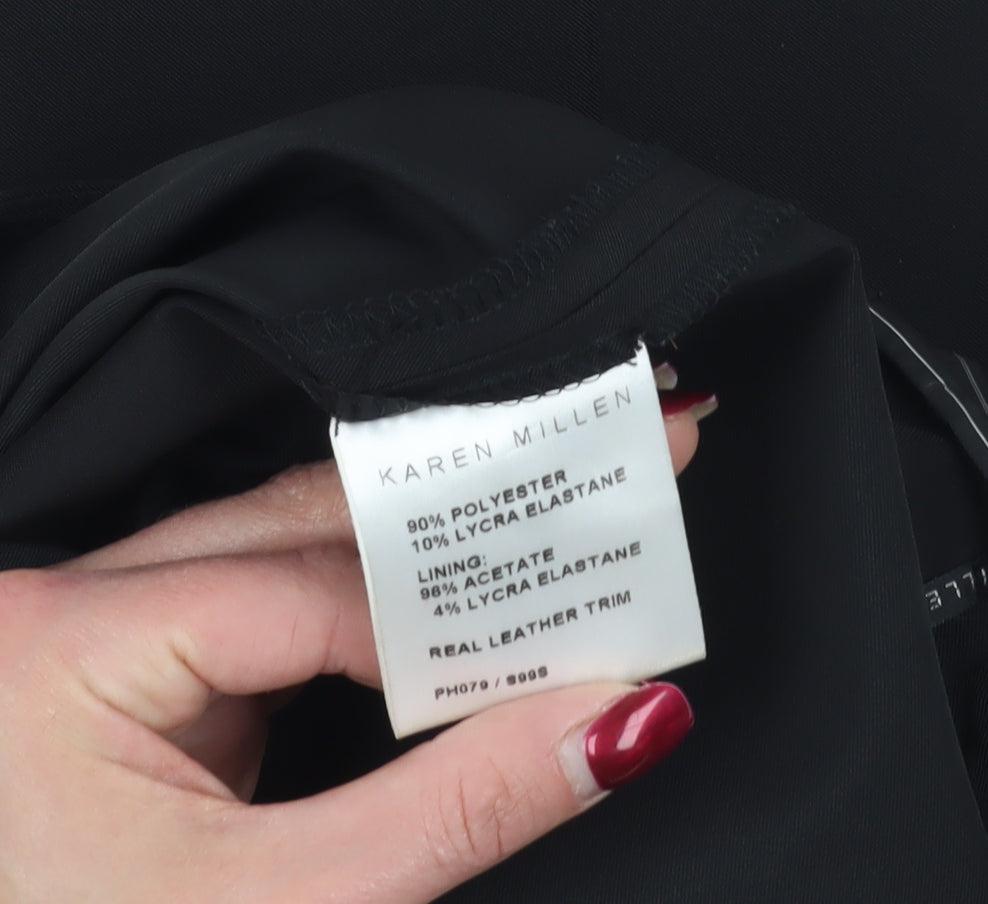 KAREN MILLEN
90% POLYESTER
10% LYCRA ELASTANE
LINING:
96% ACETATE
4% LYCRA ELASTANE
REAL LEATHER TRIM
PH079 / S99S